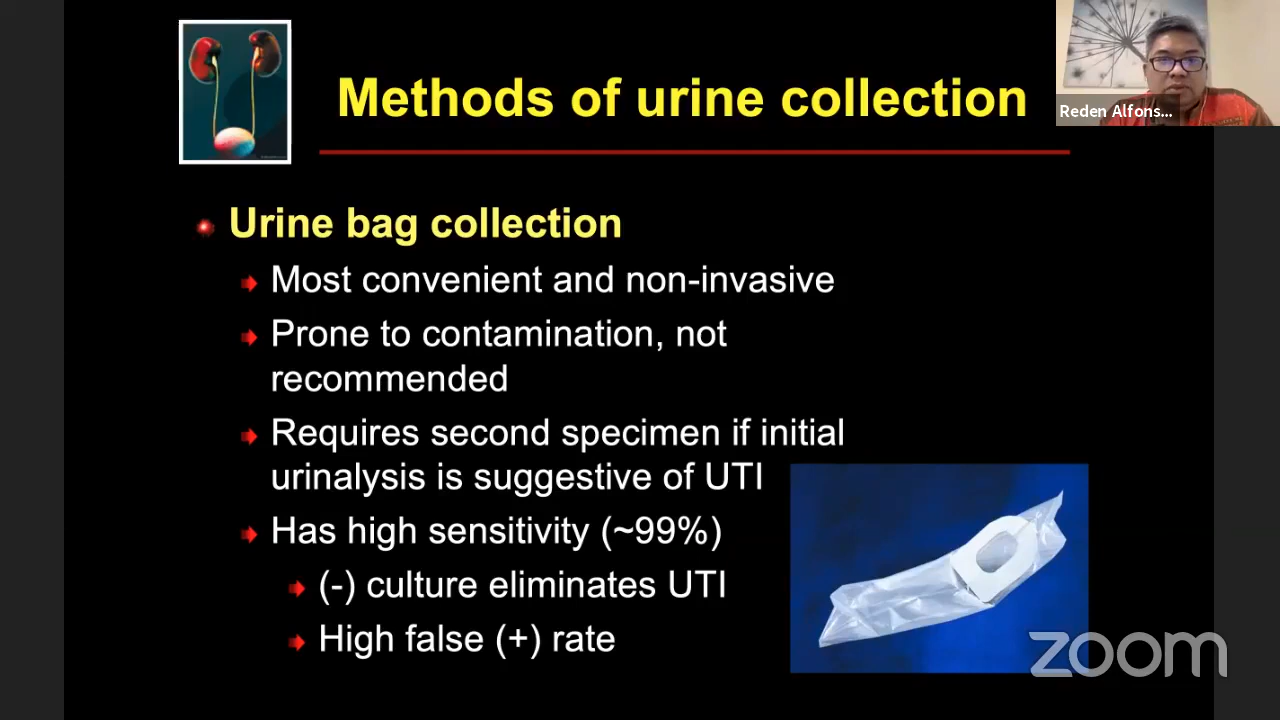 Methods of urine collection
Reden Alfons...
Urine bag collection
Most convenient and non-invasive
Prone to contamination, not
recommended
Requires second specimen if initial
urinalysis is suggestive of UTI
Has high sensitivity (~99%)
(-) culture eliminates UTI
High false (+) rate
zoom